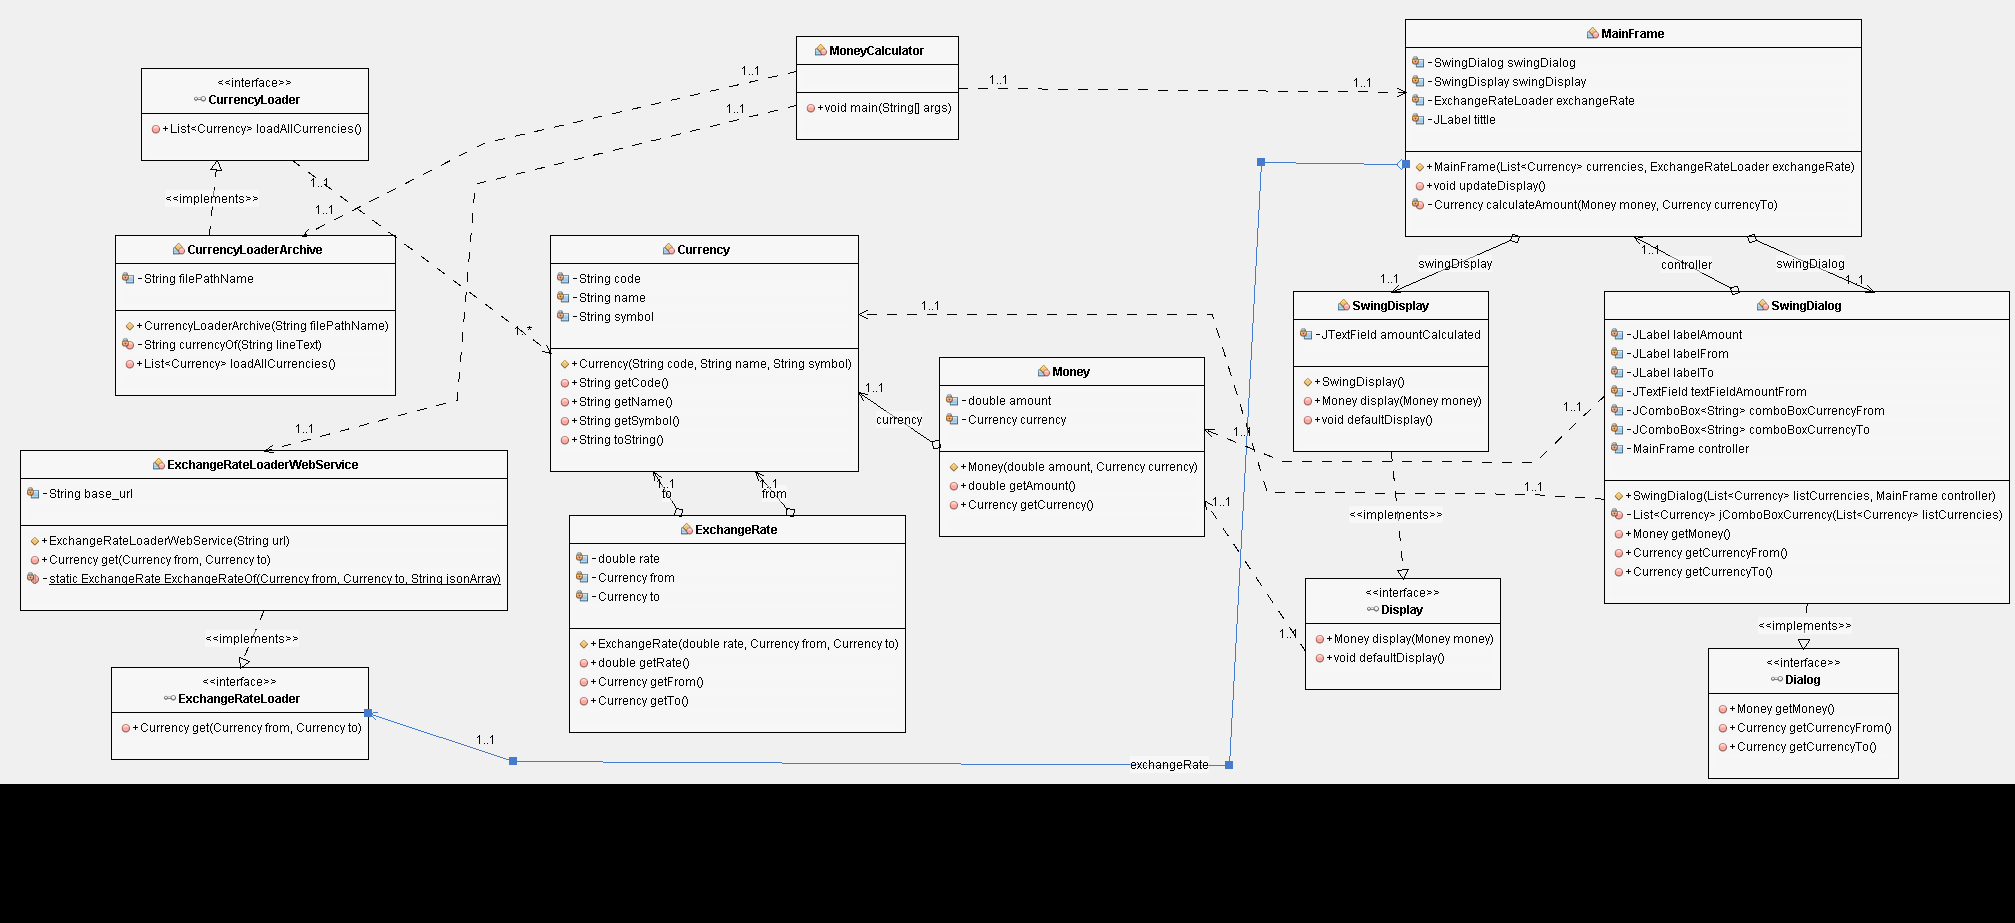 MoneyCalculator
+void main(String[] args)
1..1
1..1
1..1
1..1
<<interface>>
CurrencyLoader
+List<Currency> loadAllCurrencies()
1..1
<<implements>>
1..1
1..*
CurrencyLoaderArchive
-String filePathName
+CurrencyLoaderArchive(String filePathName)
-String currencyOf(String lineText)
+List<Currency> loadAllCurrencies()
1..1
ExchangeRateLoaderWebService
-String base_url
+ExchangeRateLoaderWebService(String url)
+Currency get(Currency from, Currency to)
-static ExchangeRate ExchangeRateOf(Currency from, Currency to, String jsonArray)
<<implements>>
<<interface>>
ExchangeRateLoader
+Currency get(Currency from, Currency to)
1..1
exchangeRate
Currency
-String code
-String name
-String symbol
+Currency(String code, String name, String symbol)
+String getCode()
+String getName()
+String getSymbol()
+String toString()
1..1
to
1..1
from
ExchangeRate
-double rate
-Currency from
-Currency to
+ExchangeRate(double rate, Currency from, Currency to)
+double getRate()
+Currency getFrom()
+Currency getTo()
1..1
1..1
currency
Money
-double amount
-Currency currency
+Money(double amount, Currency currency)
+double getAmount()
+Currency getCurrency()
1..1
1..1
1..1
MainFrame
-SwingDialog swingDialog
-SwingDisplay swingDisplay
-ExchangeRateLoader exchangeRate
-JLabel tittle
+MainFrame(List<Currency> currencies, ExchangeRateLoader exchangeRate)
+void updateDisplay()
-Currency calculateAmount(Money money, Currency currencyTo)
swingDisplay
1..1
1..1
controller
swingDialog
1..1
SwingDisplay
-JTextField amountCalculated
+SwingDisplay()
+Money display(Money money)
+void defaultDisplay()
<<implements>>
<<interface>>
Display
+Money display(Money money)
+void defaultDisplay()
1..1
1..1
SwingDialog
-JLabel labelAmount
-JLabel labelFrom
-JLabel labelTo
-JTextField textFieldAmountFrom
-JComboBox<String> comboBoxCurrencyFrom
-JComboBox<String> comboBoxCurrencyTo
-MainFrame controller
+SwingDialog(List<Currency> listCurrencies, MainFrame controller)
-List<Currency> jComboBoxCurrency(List<Currency> listCurrencies)
+Money getMoney()
+Currency getCurrencyFrom()
+Currency getCurrencyTo()
<<implements>>
<<interface>>
Dialog
+Money getMoney()
+Currency getCurrencyFrom()
+Currency getCurrencyTo()